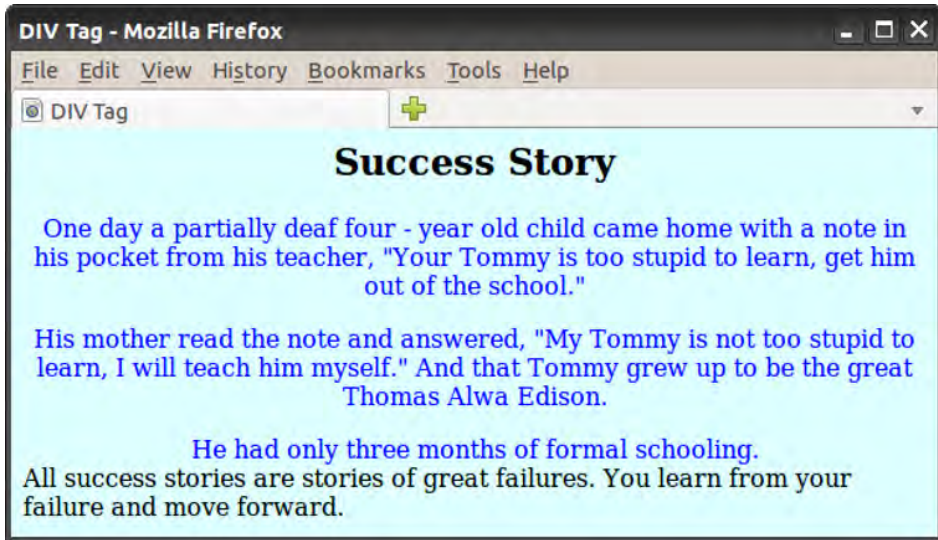 DIV Tag - Mozilla Firefox
File Edit View History Bookmarks Tools Help
DIV Tag
Success Story
One day a partially deaf four - year old child came home with a note in
his pocket from his teacher, "Your Tommy is too stupid to learn, get him
out of the school."
His mother read the note and answered, "My Tommy is not too stupid to
learn, I will teach him myself." And that Tommy grew up to be the great
Thomas Alwa Edison.
He had only three months of formal schooling.
All success stories are stories of great failures. You learn from your
failure and move forward.